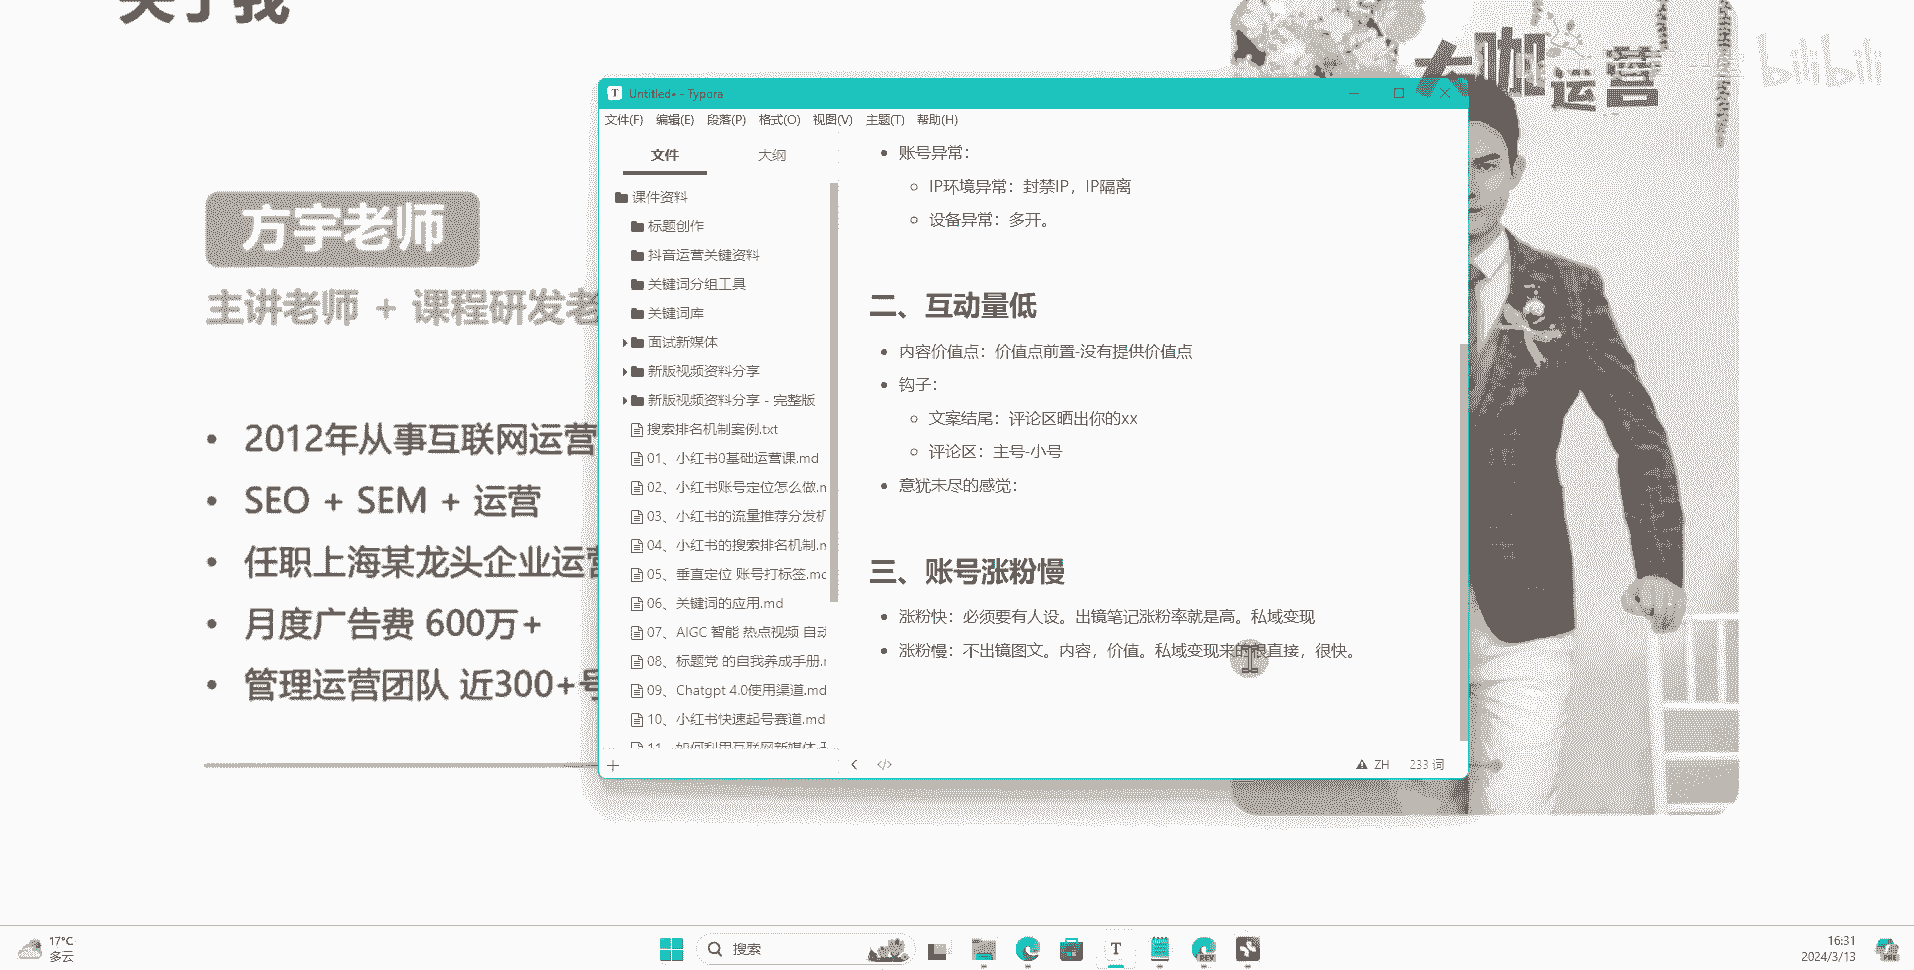 关于我
大咖运营
bilibili
方宇老师
主讲老师 + 课程研发老
2012年从事互联网运营
SEO + SEM + 运营
任职上海某龙头企业运营
月度广告费 600万+
管理运营团队 近300+号
Untitled• - Typora
文件(F) 编辑(E) 段落(P) 格式(O) 视图(V) 主题(T) 帮助(H)
文件 大纲
课件资料
标题创作
抖音运营关键资料
关键词分组工具
关键词库
面试新媒体
新版视频资料分享
新版视频资料分享 - 完整版
搜索排名机制案例.txt
01、小红书0基础运营课.md
02、小红书账号定位怎么做.m
03、小红书的流量推荐分发机
04、小红书的搜索排名机制.m
05、垂直定位 账号打标签.md
06、关键词的应用.md
07、AIGC 智能 热点视频 自动
08、标题党 的自我养成手册.m
09、Chatgpt 4.0使用渠道.md
10、小红书快速起号赛道.md
11、如何利用互联网新媒体
账号异常：
IP环境异常：封禁IP，IP隔离
设备异常：多开。
二、互动量低
内容价值点：价值点前置-没有提供价值点
钩子：
文案结尾：评论区晒出你的xx
评论区：主号-小号
意犹未尽的感觉：
三、账号涨粉慢
涨粉快：必须要有人设。出镜笔记涨粉率就是高。私域变现
涨粉慢：不出镜图文。内容，价值。私域变现来的很直接，很快。
ZH 233 词
17°C
多云
搜索
16:31
2024/3/13